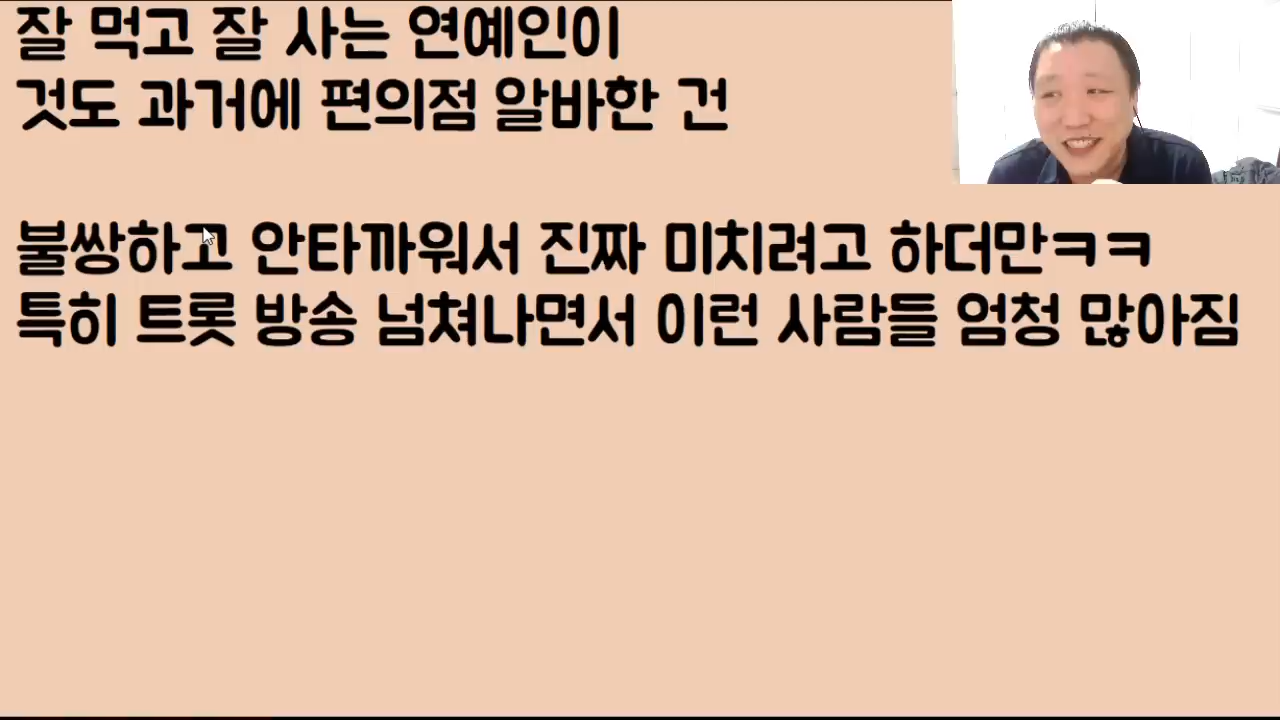 잘 먹고 잘 사는 연예인이
것도 과거에 편의점 알바한 건
불쌍하고 안타까워서 진짜 미치려고 하더만ㅋㅋ
특히 트롯 방송 넘쳐나면서 이런 사람들 엄청 많아짐